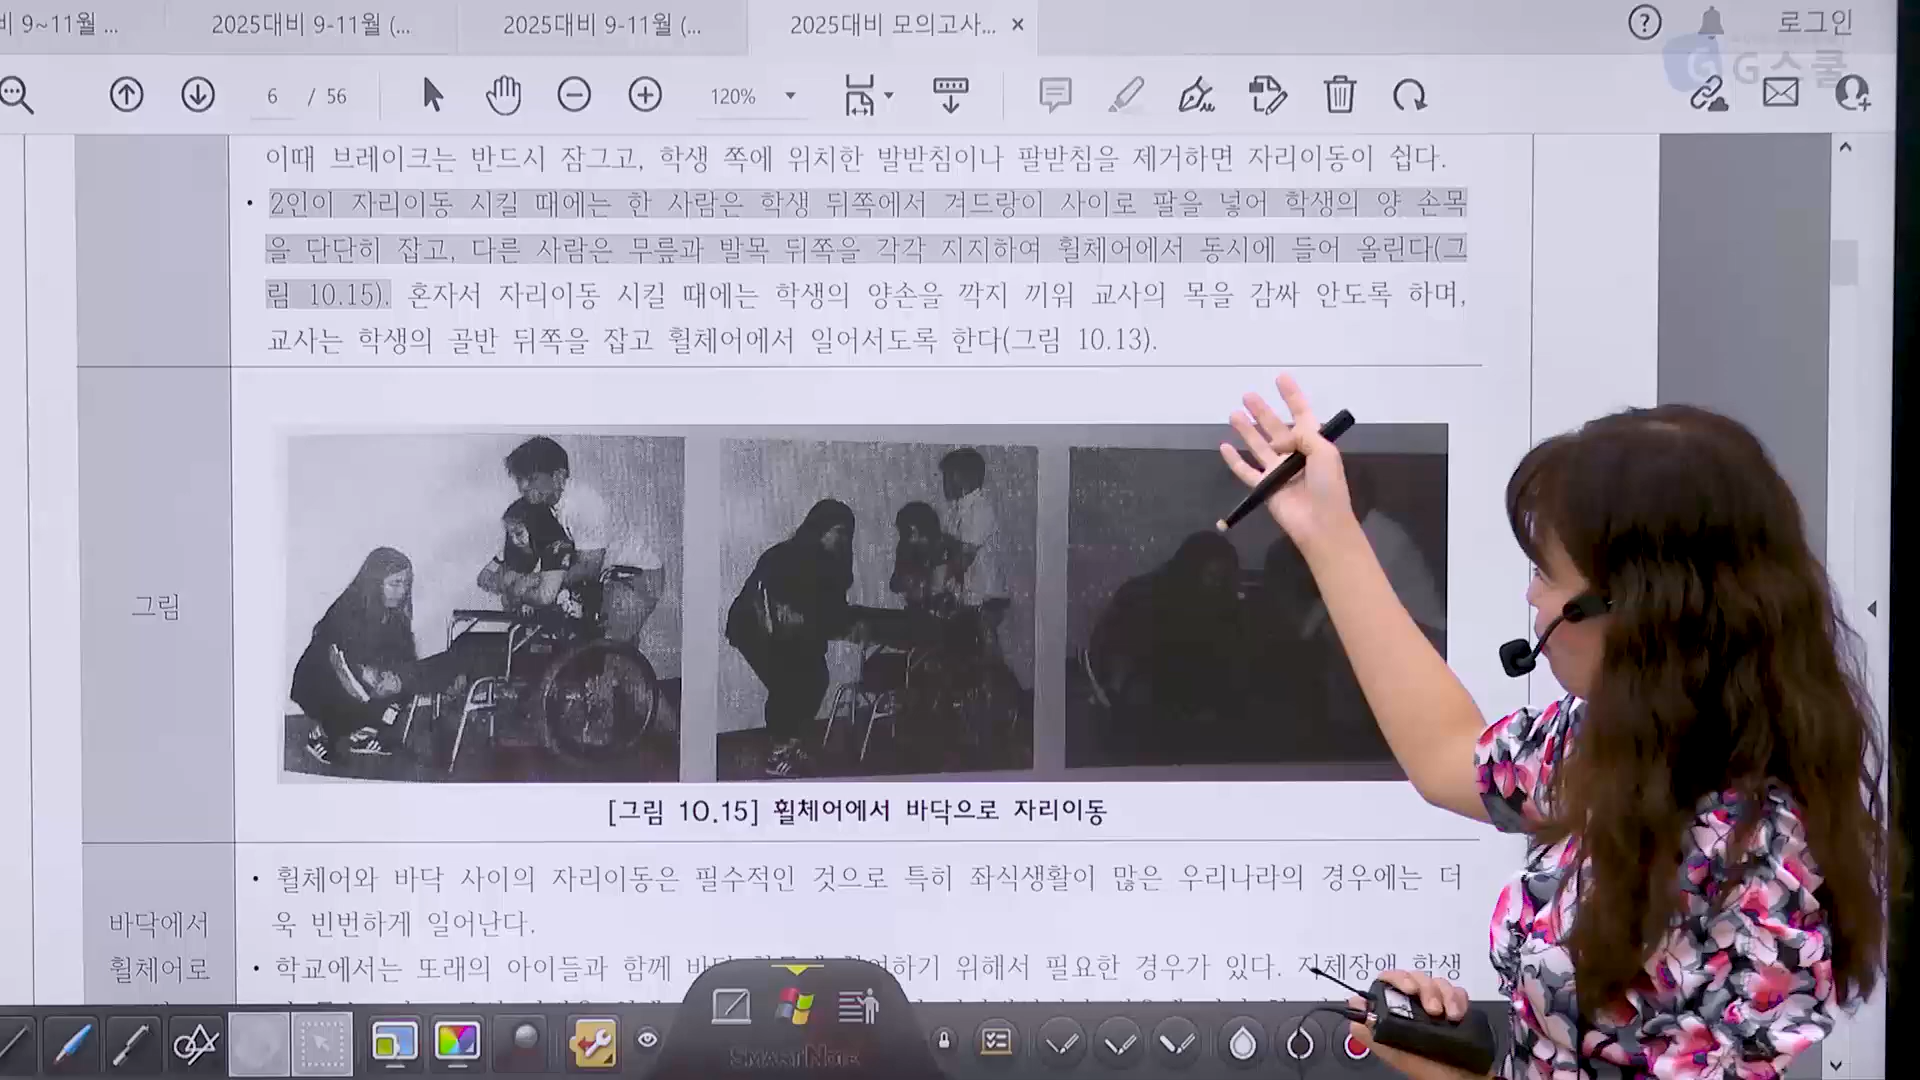 비 9~11월 ...
2025대비 9-11월 (...
2025대비 9-11월 (...
2025대비 모의고사...
로그인
G스쿨
6 / 56
120%
이때 브레이크는 반드시 잠그고, 학생 쪽에 위치한 발받침이나 팔받침을 제거하면 자리이동이 쉽다.
• 2인이 자리이동 시킬 때에는 한 사람은 학생 뒤쪽에서 겨드랑이 사이로 팔을 넣어 학생의 양 손목
을 단단히 잡고, 다른 사람은 무릎과 발목 뒤쪽을 각각 지지하여 휠체어에서 동시에 들어 올린다(그
림 10.15). 혼자서 자리이동 시킬 때에는 학생의 양손을 깍지 끼워 교사의 목을 감싸 안도록 하며,
교사는 학생의 골반 뒤쪽을 잡고 휠체어에서 일어서도록 한다(그림 10.13).
그림
[그림 10.15] 휠체어에서 바닥으로 자리이동
• 휠체어와 바닥 사이의 자리이동은 필수적인 것으로 특히 좌식생활이 많은 우리나라의 경우에는 더
욱 빈번하게 일어난다.
바닥에서
휠체어로
• 학교에서는 또래의 아이들과 함께 하기 위해서 필요한 경우가 있다. 지체장애 학생
SMART NOTE